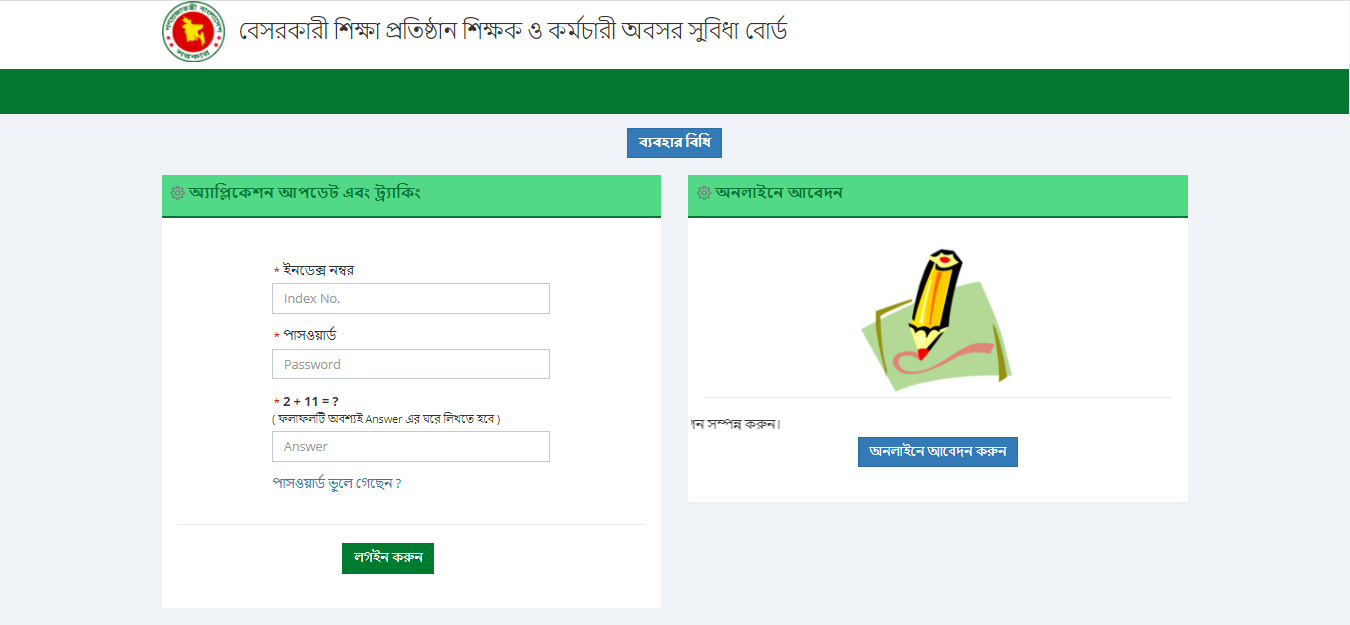 বেসরকারী শিক্ষা প্রতিষ্ঠান শিক্ষক ও কর্মচারী অবসর সুবিধা বোর্ড
ব্যবহার বিধি
অ্যাপ্লিকেশন আপডেট এবং ট্র্যাকিং
* ইনডেক্স নম্বর
Index No.
* পাসওয়ার্ড
Password
* 2 + 11 = ?
( ফলাফলটি অবশ্যই Answer এর ঘরে লিখতে হবে )
Answer
পাসওয়ার্ড ভুলে গেছেন ?
লগইন করুন
অনলাইনে আবেদন
সম্পন্ন করুন।
অনলাইনে আবেদন করুন